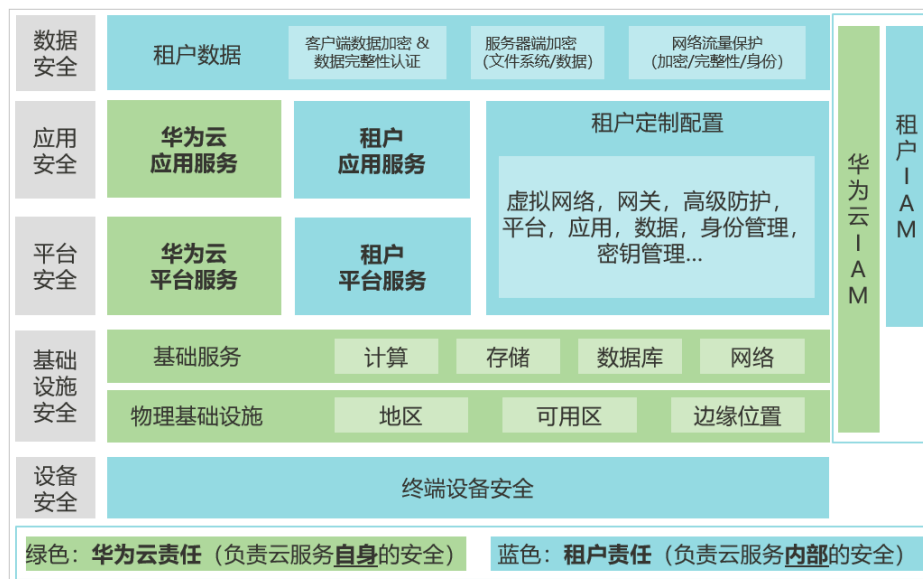 数据
安全
租户数据
客户端数据加密 &
数据完整性认证
服务器端加密
(文件系统/数据)
网络流量保护
(加密/完整性/身份)
应用
安全
华为云
应用服务
租户
应用服务
租户定制配置
虚拟网络，网关，高级防护，
平台，应用，数据，身份管理，
密钥管理...
平台
安全
华为云
平台服务
租户
平台服务
基础
设施
安全
基础服务
计算
存储
数据库
网络
物理基础设施
地区
可用区
边缘位置
设备
安全
终端设备安全
华为云IAM
租户IAM
绿色：华为云责任（负责云服务自身的安全）
蓝色：租户责任（负责云服务内部的安全）